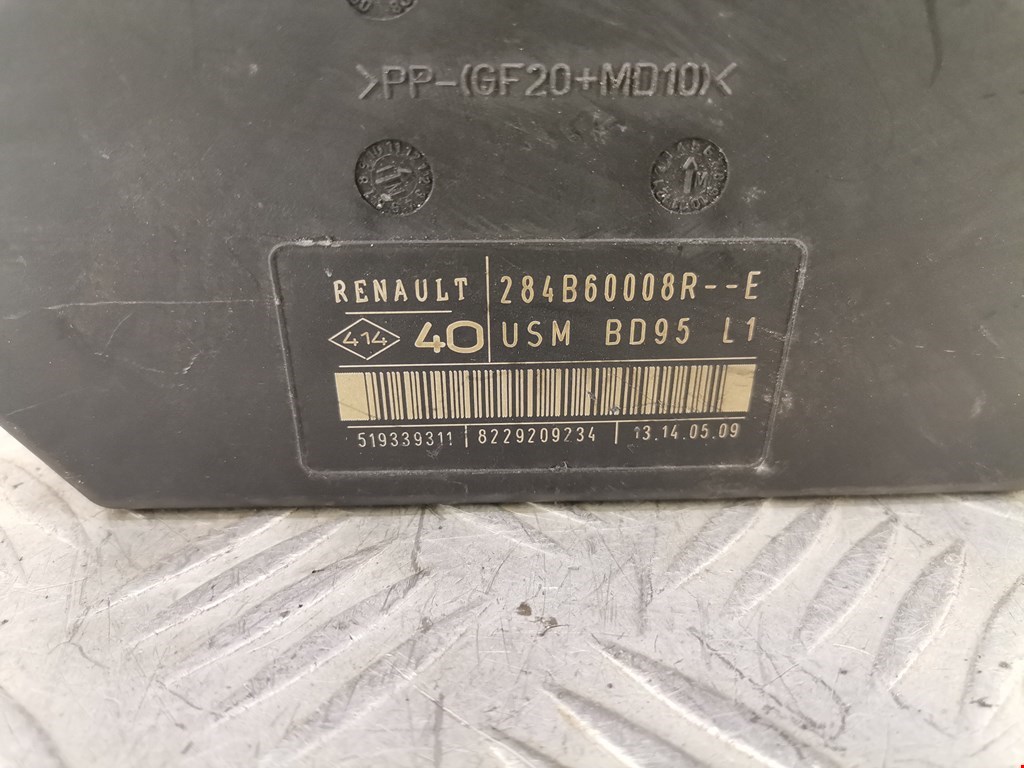 >PP-(GF20+MD10)<
RENAULT 284B60008R--E
414 40 USM BD95 L1
519339311 8229209234 13.14.05.09